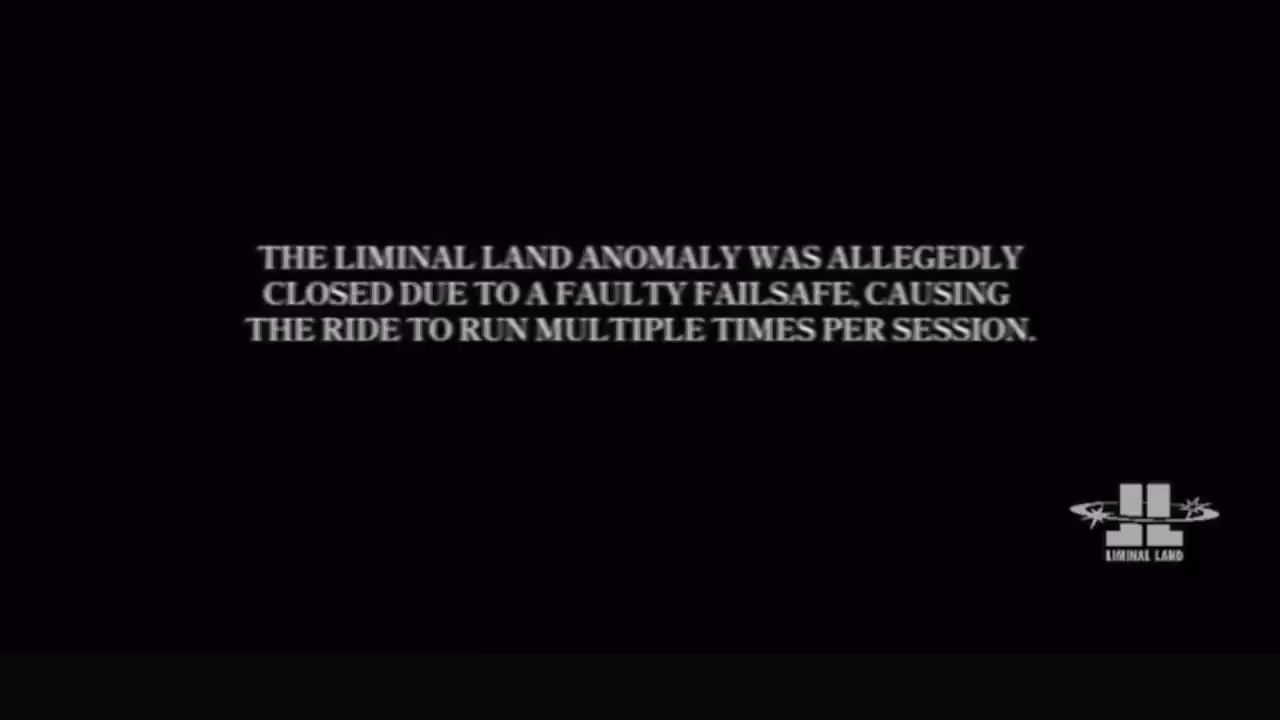 THE LIMINAL LAND ANOMALY WAS ALLEGEDLY
CLOSED DUE TO A FAULTY FAILSAFE, CAUSING
THE RIDE TO RUN MULTIPLE TIMES PER SESSION.
LIMINAL LAND